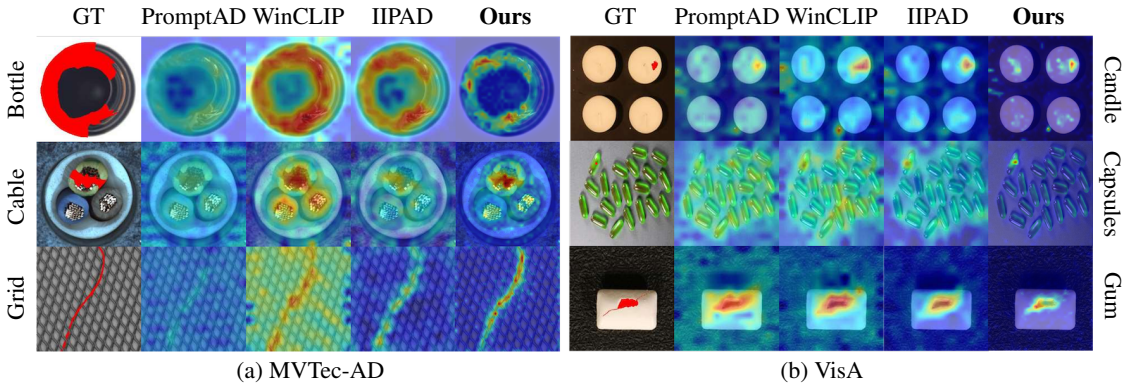 GT PromptAD WinCLIP IIPAD Ours
Bottle
Cable
Grid
(a) MVTec-AD
GT PromptAD WinCLIP IIPAD Ours
Candle
Capsules
Gum
(b) VisA